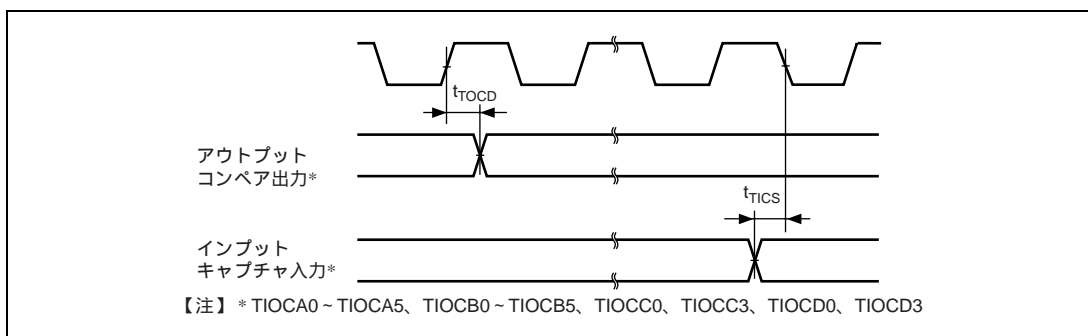 tTOCD
アウトプット
コンペア出力*
tTICS
インプット
キャプチャ入力*
【注】 * TIOCA0 ~ TIOCA5、TIOCB0 ~ TIOCB5、TIOCC0、TIOCC3、TIOCD0、TIOCD3